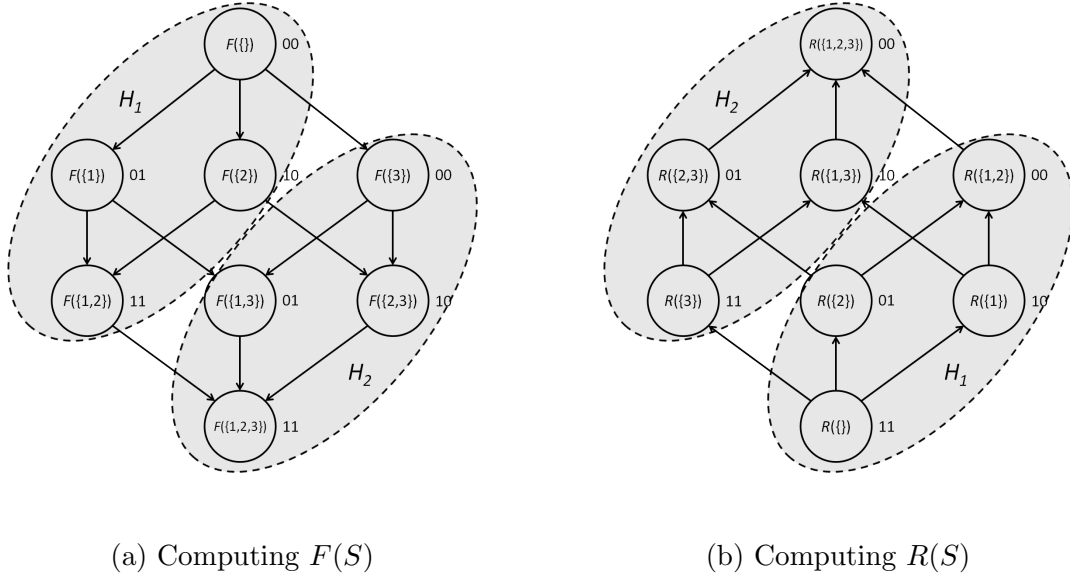 F({}) 00
H1
F({1}) 01
F({2}) 10
F({3}) 00
F({1,2}) 11
F({1,3}) 01
F({2,3}) 10
H2
F({1,2,3}) 11
(a) Computing F(S)
R({1,2,3}) 00
H2
R({2,3}) 01
R({1,3}) 10
R({1,2}) 00
R({3}) 11
R({2}) 01
R({1}) 10
H1
R({}) 11
(b) Computing R(S)